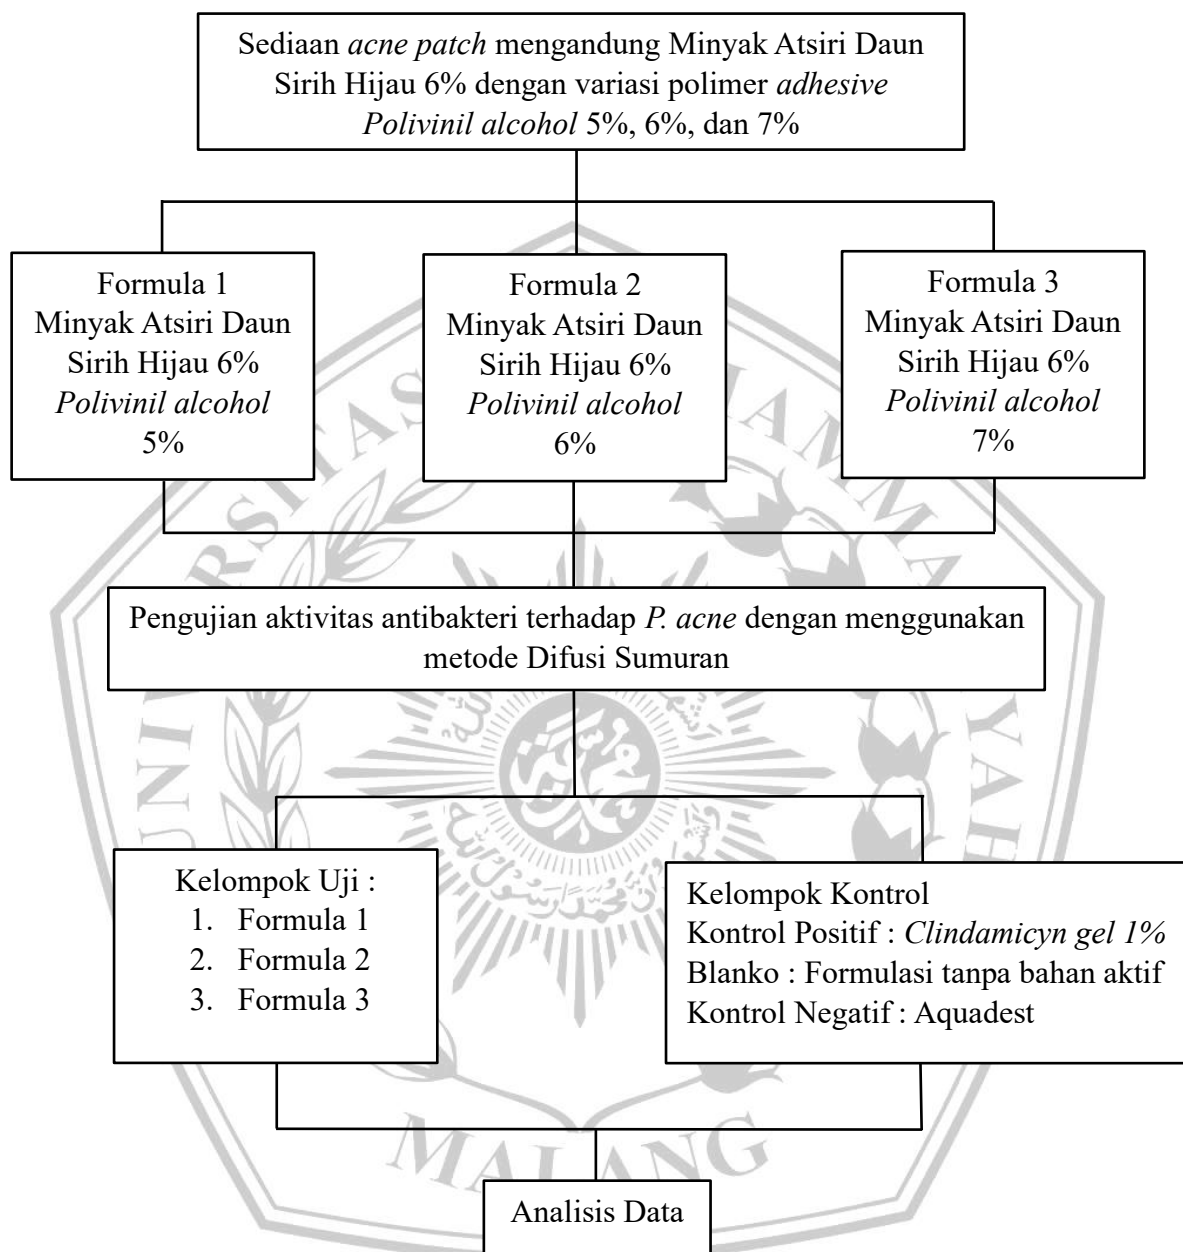 Sediaan acne patch mengandung Minyak Atsiri Daun
Sirih Hijau 6% dengan variasi polimer adhesive
Polivinil alcohol 5%, 6%, dan 7%
Formula 1
Minyak Atsiri Daun
Sirih Hijau 6%
Polivinil alcohol
5%
Formula 2
Minyak Atsiri Daun
Sirih Hijau 6%
Polivinil alcohol
6%
Formula 3
Minyak Atsiri Daun
Sirih Hijau 6%
Polivinil alcohol
7%
Pengujian aktivitas antibakteri terhadap P. acne dengan menggunakan
metode Difusi Sumuran
Kelompok Uji :
1. Formula 1
2. Formula 2
3. Formula 3
Kelompok Kontrol
Kontrol Positif : Clindamicyn gel 1%
Blanko : Formulasi tanpa bahan aktif
Kontrol Negatif : Aquadest
Analisis Data
MALANG